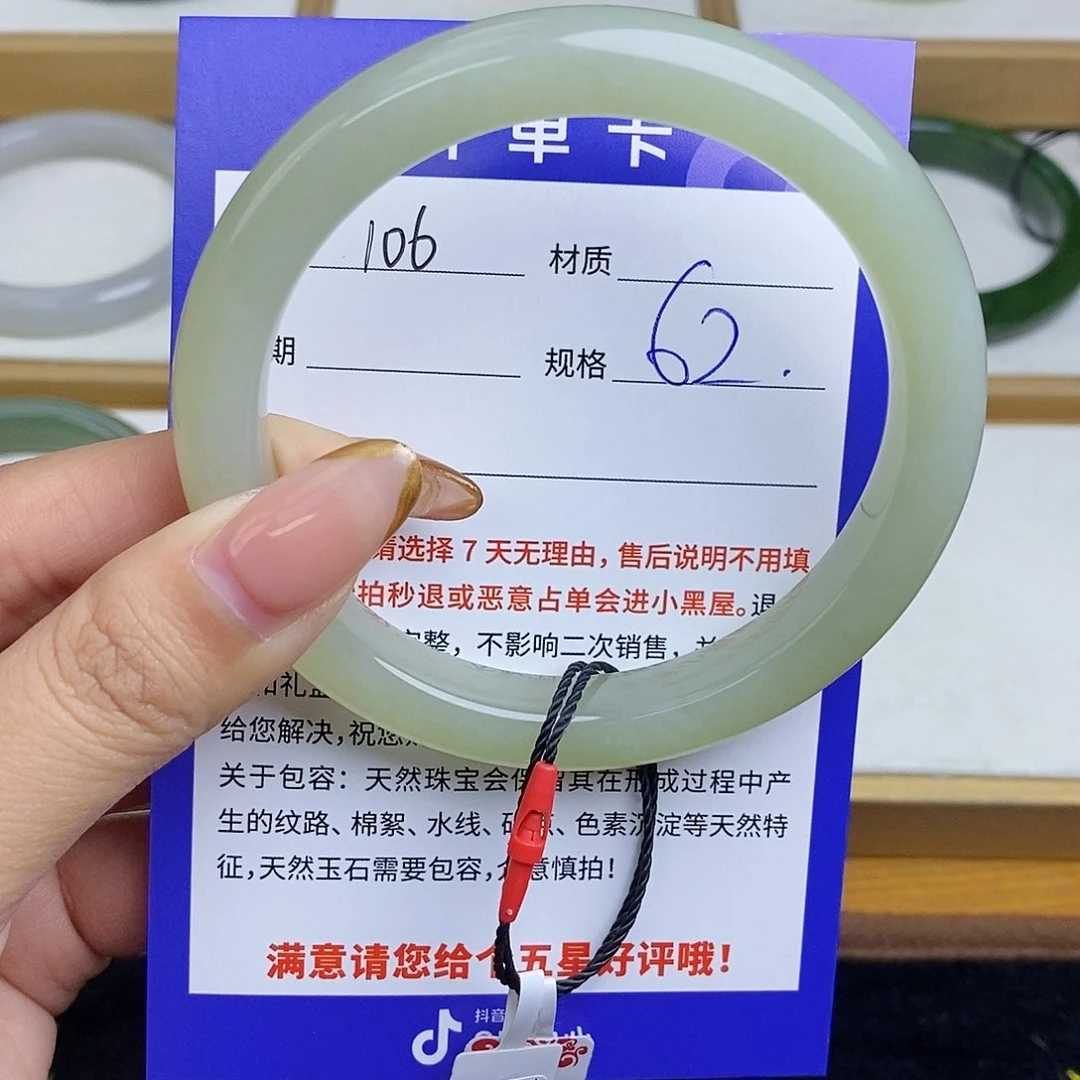 单卡
106 材质
期 规格 62.
请选择7天无理由,售后说明不用填
拍秒退或恶意占单会进小黑屋。退
完整,不影响二次销售,并
和礼盒
给您解决,祝您
关于包容:天然珠宝会保留其在形成过程中产
生的纹路、棉絮、水线、矿点、色素沉淀等天然特
征,天然玉石需要包容,介意慎拍!
满意请您给个五星好评哦!
抖音